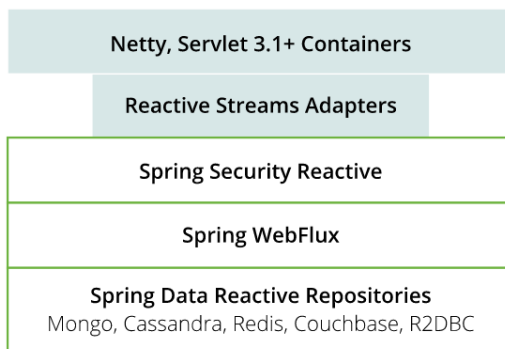 Netty, Servlet 3.1+ Containers
Reactive Streams Adapters
Spring Security Reactive
Spring WebFlux
Spring Data Reactive Repositories
Mongo, Cassandra, Redis, Couchbase, R2DBC